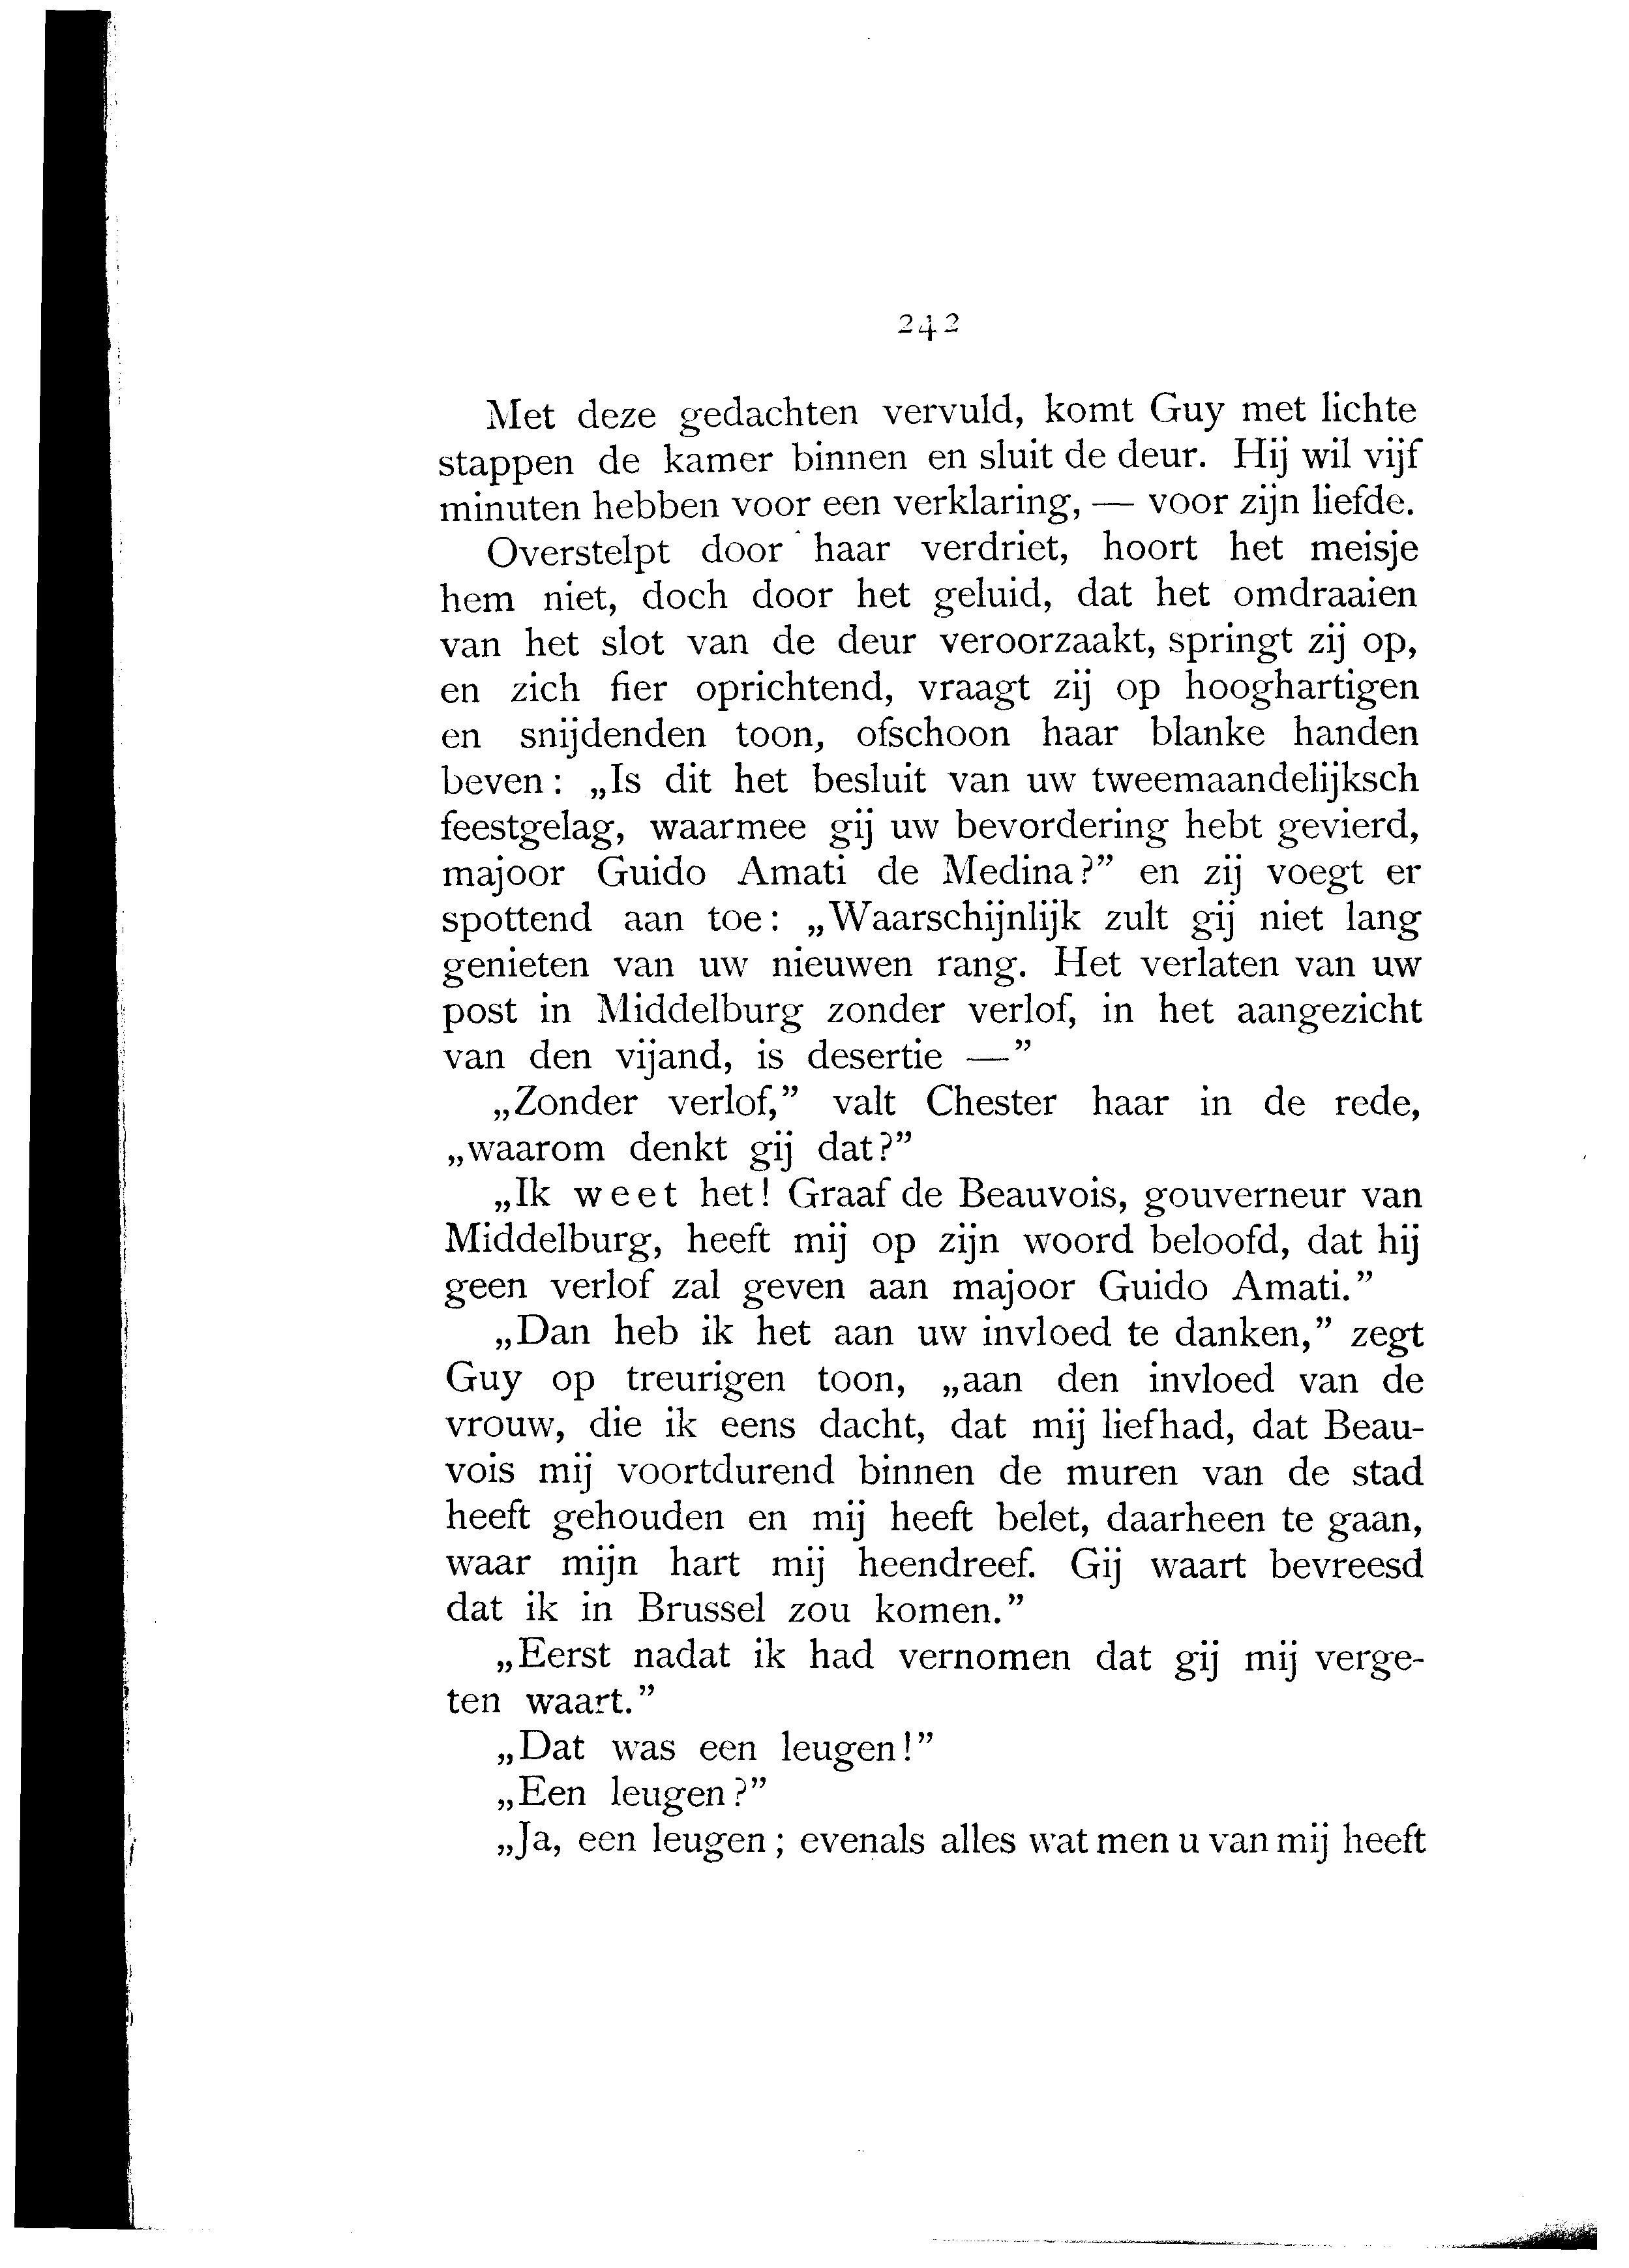 242
Met deze gedachten vervuld, komt Guy met lichte
stappen de kamer binnen en sluit de deur. Hij wil vijf
minuten hebben voor een verklaring, — voor zijn liefde.
Overstelpt door haar verdriet, hoort het meisje
hem niet, doch door het geluid, dat het omdraaien
van het slot van de deur veroorzaakt, springt zij op,
en zich fier oprichtend, vraagt zij op hooghartigen
en snijdenden toon, ofschoon haar blanke handen
beven: „Is dit het besluit van uw tweemaandelijksch
feestgelag, waarmee gij uw bevordering hebt gevierd,
majoor Guido Amati de Medina?” en zij voegt er
spottend aan toe: „Waarschijnlijk zult gij niet lang
genieten van uw nieuwen rang. Het verlaten van uw
post in Middelburg zonder verlof, in het aangezicht
van den vijand, is desertie —”
„Zonder verlof,” valt Chester haar in de rede,
„waarom denkt gij dat?”
„Ik weet het! Graaf de Beauvois, gouverneur van
Middelburg, heeft mij op zijn woord beloofd, dat hij
geen verlof zal geven aan majoor Guido Amati.”
„Dan heb ik het aan uw invloed te danken,” zegt
Guy op treurigen toon, „aan den invloed van de
vrouw, die ik eens dacht, dat mij liefhad, dat Beau-
vois mij voortdurend binnen de muren van de stad
heeft gehouden en mij heeft belet, daarheen te gaan,
waar mijn hart mij heendreef. Gij waart bevreesd
dat ik in Brussel zou komen.”
„Eerst nadat ik had vernomen dat gij mij verge-
ten waart.”
„Dat was een leugen!”
„Een leugen?”
„Ja, een leugen; evenals alles wat men u van mij heeft